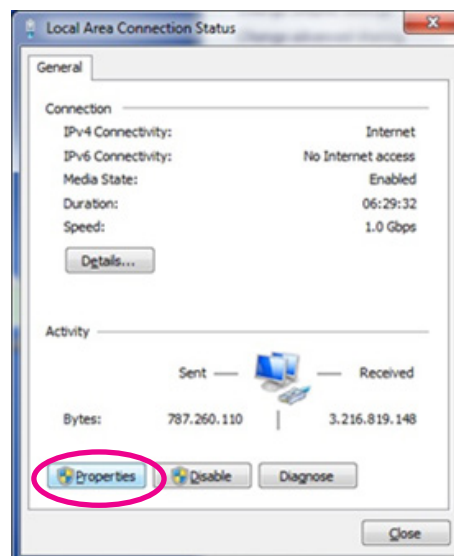 Local Area Connection Status
General
Connection
IPv4 Connectivity: Internet
IPv6 Connectivity: No Internet access
Media State: Enabled
Duration: 06:29:32
Speed: 1.0 Gbps
Details...
Activity
Sent — — Received
Bytes: 787.260.110 | 3.216.819.148
Properties Disable Diagnose
Close